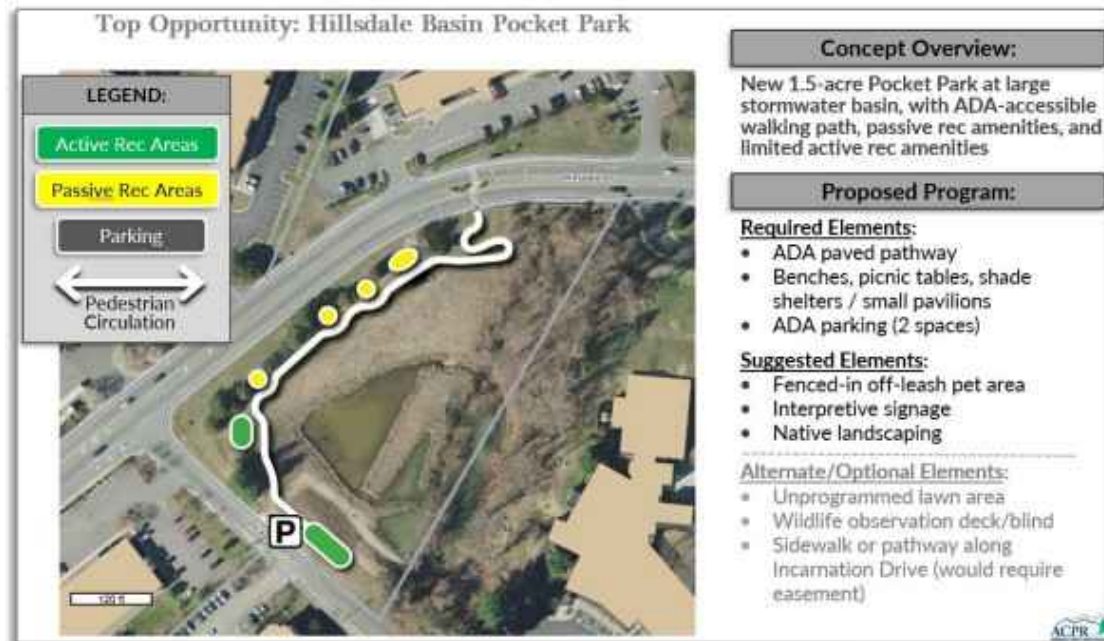 Top Opportunity: Hillsdale Basin Pocket Park
LEGEND:
Active Rec Areas
Passive Rec Areas
Parking
Pedestrian
Circulation
P
120 ft
Concept Overview:
New 1.5-acre Pocket Park at large
stormwater basin, with ADA-accessible
walking path, passive rec amenities, and
limited active rec amenities
Proposed Program:
Required Elements:
• ADA paved pathway
• Benches, picnic tables, shade
shelters / small pavilions
• ADA parking (2 spaces)
Suggested Elements:
• Fenced-in off-leash pet area
• Interpretive signage
• Native landscaping
Alternate/Optional Elements:
• Unprogrammed lawn area
• Wildlife observation deck/blind
• Sidewalk or pathway along
Incarnation Drive (would require
easement)
ACPR